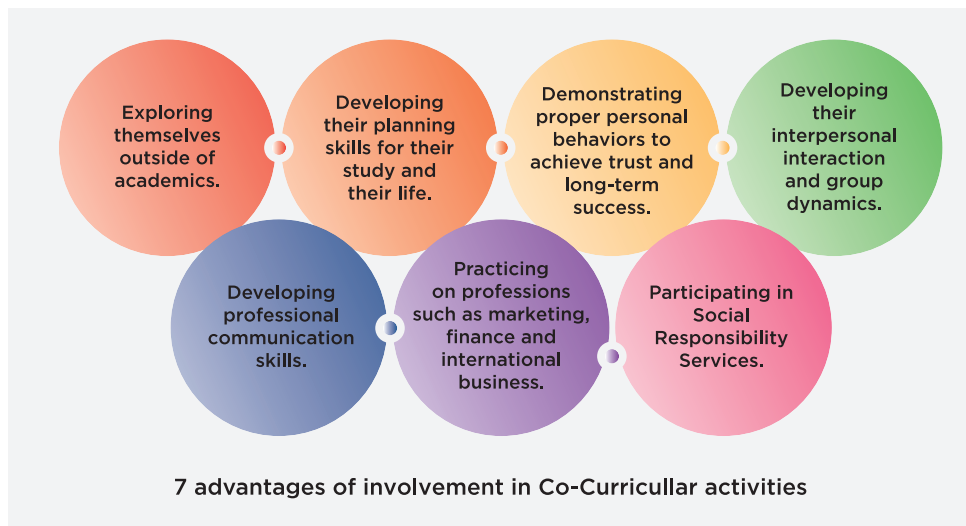 Exploring
themselves
outside of
academics.
Developing
their planning
skills for their
study and
their life.
Demonstrating
proper personal
behaviors to
achieve trust and
long-term
success.
Developing
their
interpersonal
interaction
and group
dynamics.
Developing
professional
communication
skills.
Practicing
on professions
such as marketing,
finance and
international
business.
Participating in
Social
Responsibility
Services.
7 advantages of involvement in Co-Curricullar activities